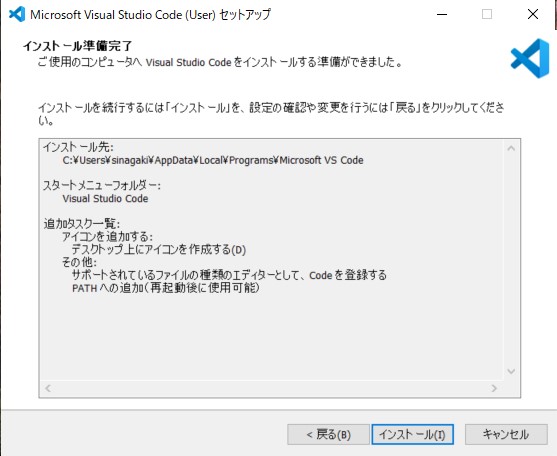 Microsoft Visual Studio Code (User) セットアップ
インストール準備完了
ご使用のコンピュータへ Visual Studio Code をインストールする準備ができました。
インストールを続行するには「インストール」を、設定の確認や変更を行うには「戻る」をクリックしてくださ
い。
インストール先:
C:¥Users¥sinagaki¥AppData¥Local¥Programs¥Microsoft VS Code
スタートメニューフォルダー:
Visual Studio Code
追加タスク一覧:
アイコンを追加する:
デスクトップ上にアイコンを作成する(D)
その他:
サポートされているファイルの種類のエディターとして、Code を登録する
PATH への追加(再起動後に使用可能)
< 戻る(B)
インストール(I)
キャンセル